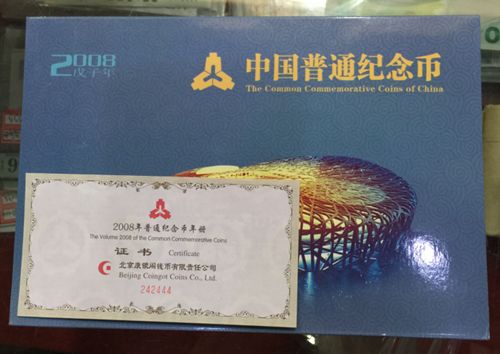 2008
戊子年
中国普通纪念币
The Common Commemorative Coins of China
2008年普通纪念币年册
The Volume 2008 of the Common Commemorative Coins
证书 Certificate
北京康银阁钱币有限责任公司
Beijing Coingot Coins Co., Ltd.
242444